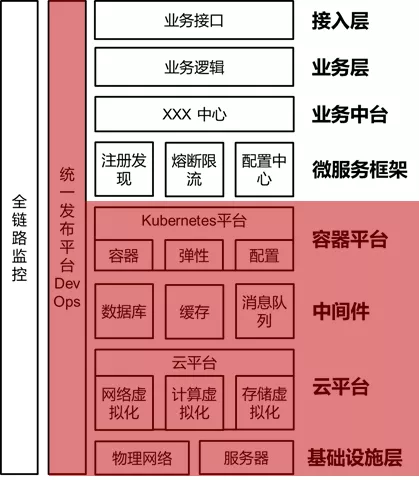 全链路监控
统一发布平台
Dev
Ops
业务接口
接入层
业务逻辑
业务层
XXX 中心
业务中台
注册发
现
熔断限
流
配置中
心
微服务框架
Kubernetes平台
容器
弹性
配置
容器平台
数据库
缓存
消息队
列
中间件
云平台
网络虚
拟化
计算虚
拟化
存储虚
拟化
云平台
物理网络
服务器
基础设施层